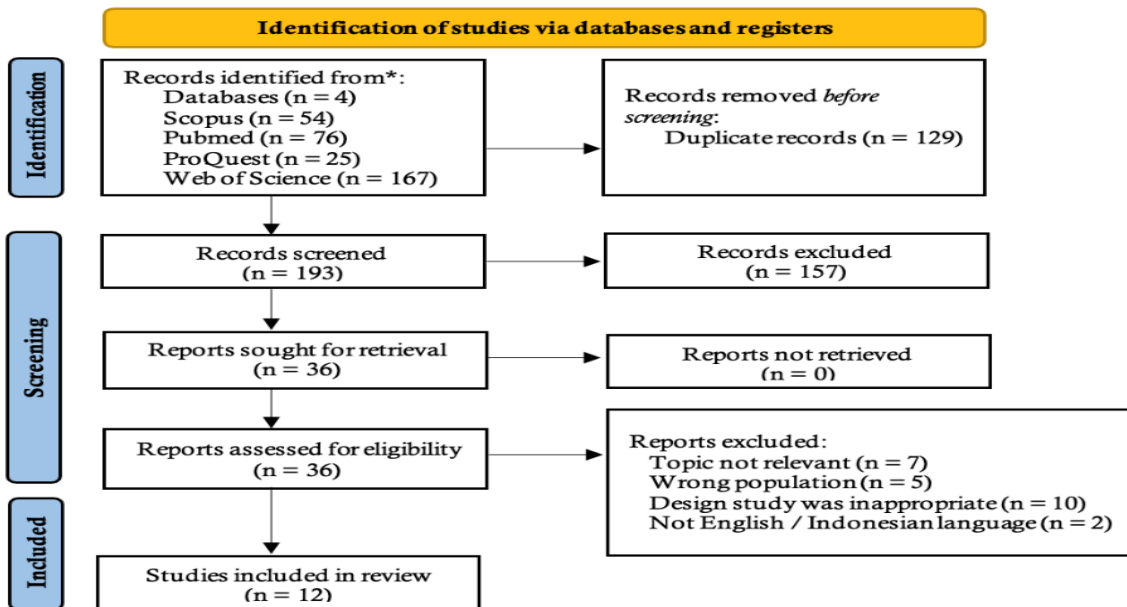 Identification of studies via databases and registers
Identification
Records identified from*:
Databases (n = 4)
Scopus (n = 54)
Pubmed (n = 76)
ProQuest (n = 25)
Web of Science (n = 167)
Records removed before
screening:
Duplicate records (n = 129)
Screening
Records screened
(n = 193)
Records excluded
(n = 157)
Reports sought for retrieval
(n = 36)
Reports not retrieved
(n = 0)
Reports assessed for eligibility
(n = 36)
Reports excluded:
Topic not relevant (n = 7)
Wrong population (n = 5)
Design study was inappropriate (n = 10)
Not English / Indonesian language (n = 2)
Included
Studies included in review
(n = 12)